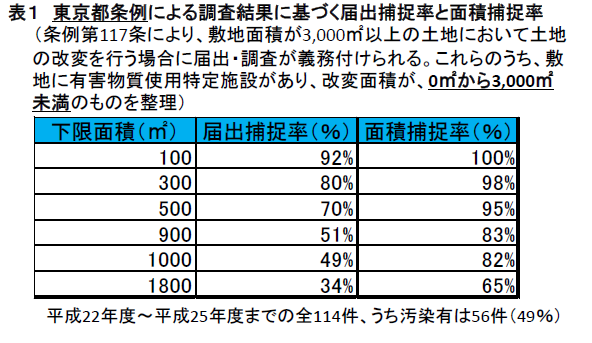 表1 東京都条例による調査結果に基づく届出捕捉率と面積捕捉率
(条例第117条により、敷地面積が3,000㎡以上の土地において土地
の改変を行う場合に届出・調査が義務付けられる。これらのうち、敷
地に有害物質使用特定施設があり、改変面積が、0㎡から3,000㎡
未満のものを整理)
下限面積(㎡) 届出捕捉率(%) 面積捕捉率(%)
100 92% 100%
300 80% 98%
500 70% 95%
900 51% 83%
1000 49% 82%
1800 34% 65%
平成22年度~平成25年度までの全114件、うち汚染有は56件(49%)